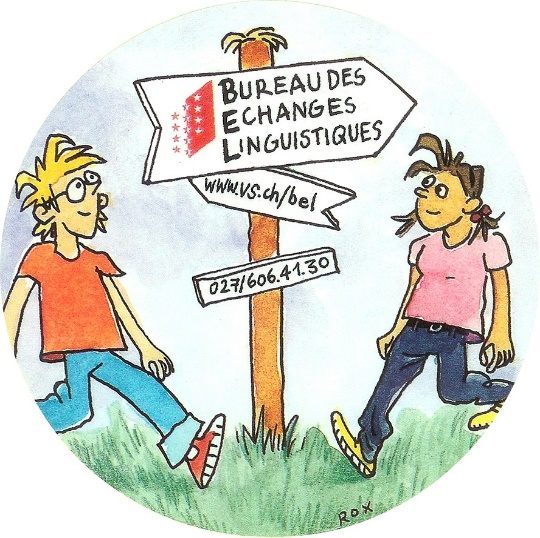 BUREAU DES
ECHANGES
LINGUISTIQUES
www.vs.ch/bel
027/606.41.30
ROX